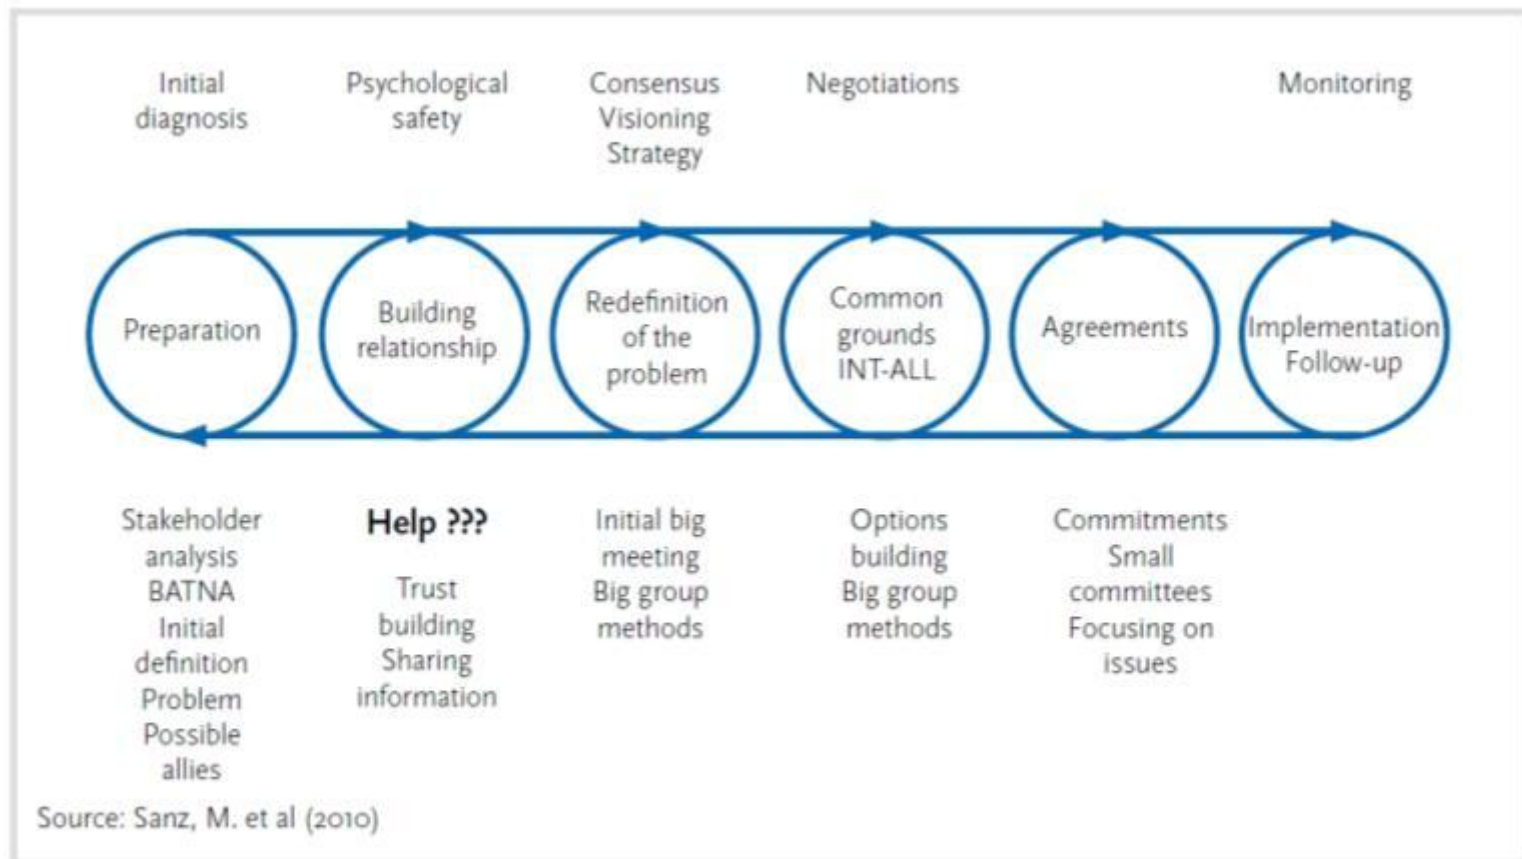 Initial
diagnosis
Psychological
safety
Consensus
Visioning
Strategy
Negotiations
Monitoring
Preparation
Building
relationship
Redefinition
of the
problem
Common
grounds
INT-ALL
Agreements
Implementation
Follow-up
Stakeholder
analysis
BATNA
Initial
definition
Problem
Possible
allies
Help ???
Trust
building
Sharing
information
Initial big
meeting
Big group
methods
Options
building
Big group
methods
Commitments
Small
committees
Focusing on
issues
Source: Sanz, M. et al (2010)